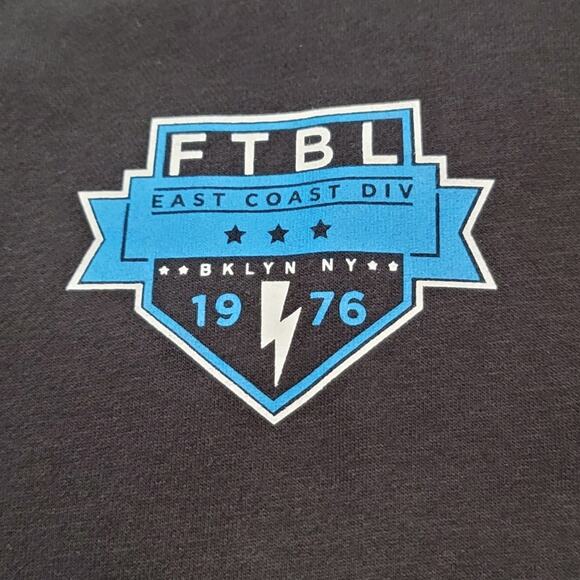 FTBL
EAST COAST DIV
BKLYN NY
19 76